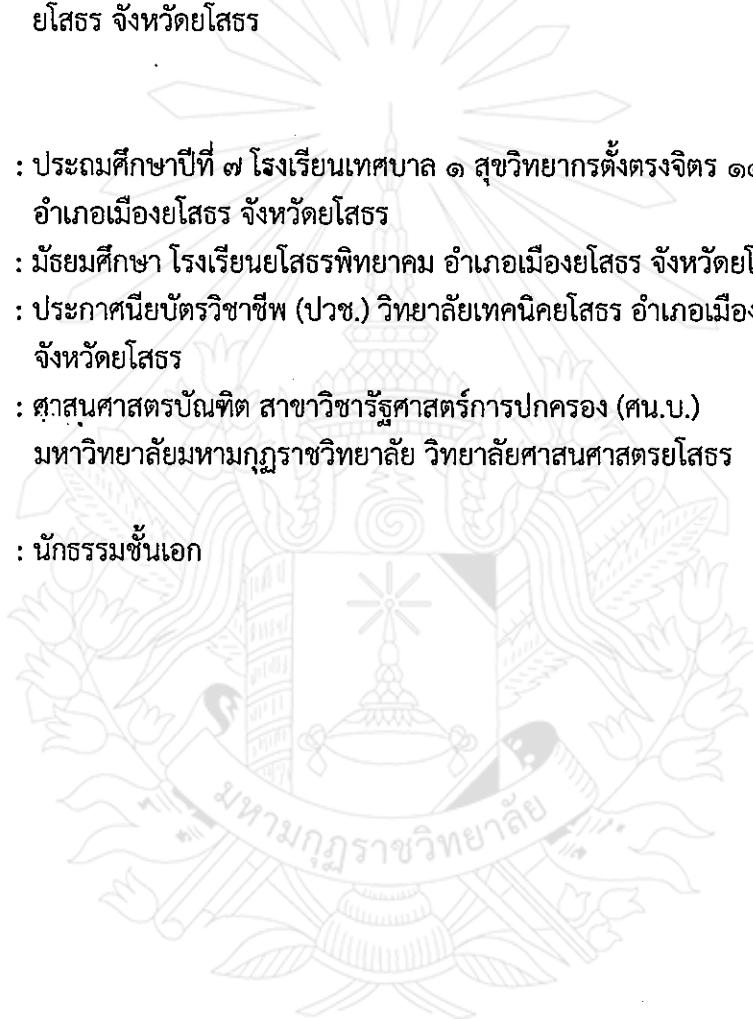 ยโสธร จังหวัดยโสธร
: ประถมศึกษาปีที่ ๗ โรงเรียนเทศบาล ๑ สุขวิทยากรตั้งตรงจิตร
อำเภอเมืองยโสธร จังหวัดยโสธร
: มัธยมศึกษา โรงเรียนยโสธรพิทยาคม อำเภอเมืองยโสธร
: ประกาศนียบัตรวิชาชีพ (ปวช.) วิทยาลัยเทคนิคยโสธร
จังหวัดยโสธร
: ศาสนศาสตรบัณฑิต สาขาวิชารัฐศาสตร์การปกครอง (ศน.บ.)
มหาวิทยาลัยมหามกุฏราชวิทยาลัย วิทยาลัยศาสนศาสตรยโสธร
: นักธรรมชั้นเอก
มหามกุฏราชวิทยาลัย